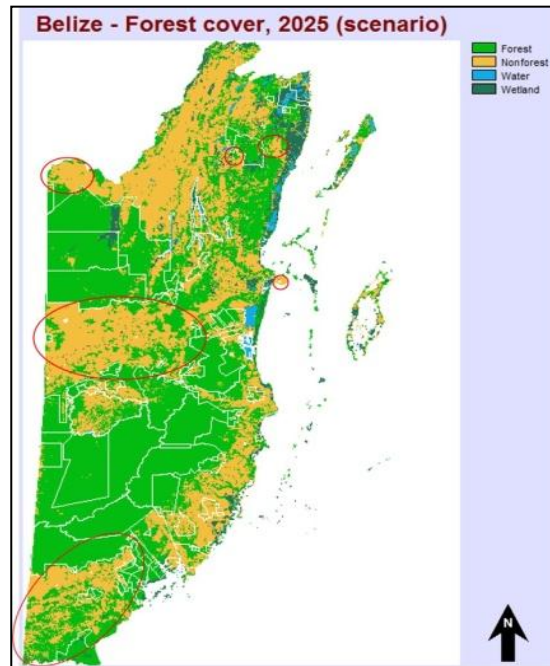 Belize - Forest cover, 2025 (scenario)
Forest
Nonforest
Water
Wetland
N